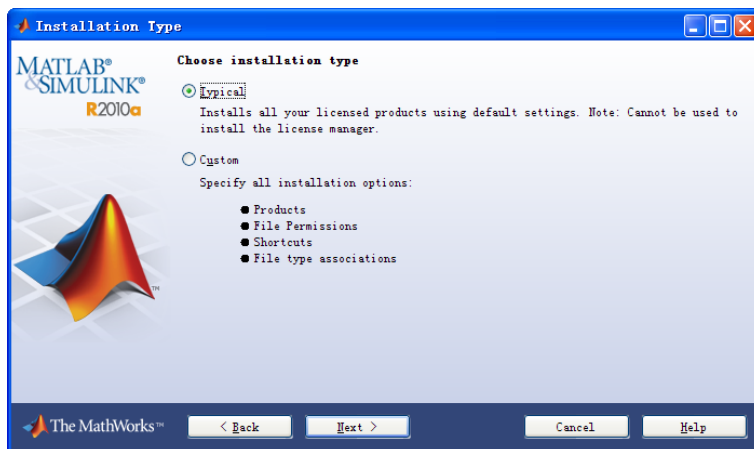 Installation Type
MATLAB®
&SIMULINK®
R2010a
Choose installation type
Typical
Installs all your licensed products using default settings. Note: Cannot be used to
install the license manager.
Custom
Specify all installation options:
● Products
● File Permissions
● Shortcuts
● File type associations
TM
The MathWorks™
< Back
Next >
Cancel
Help